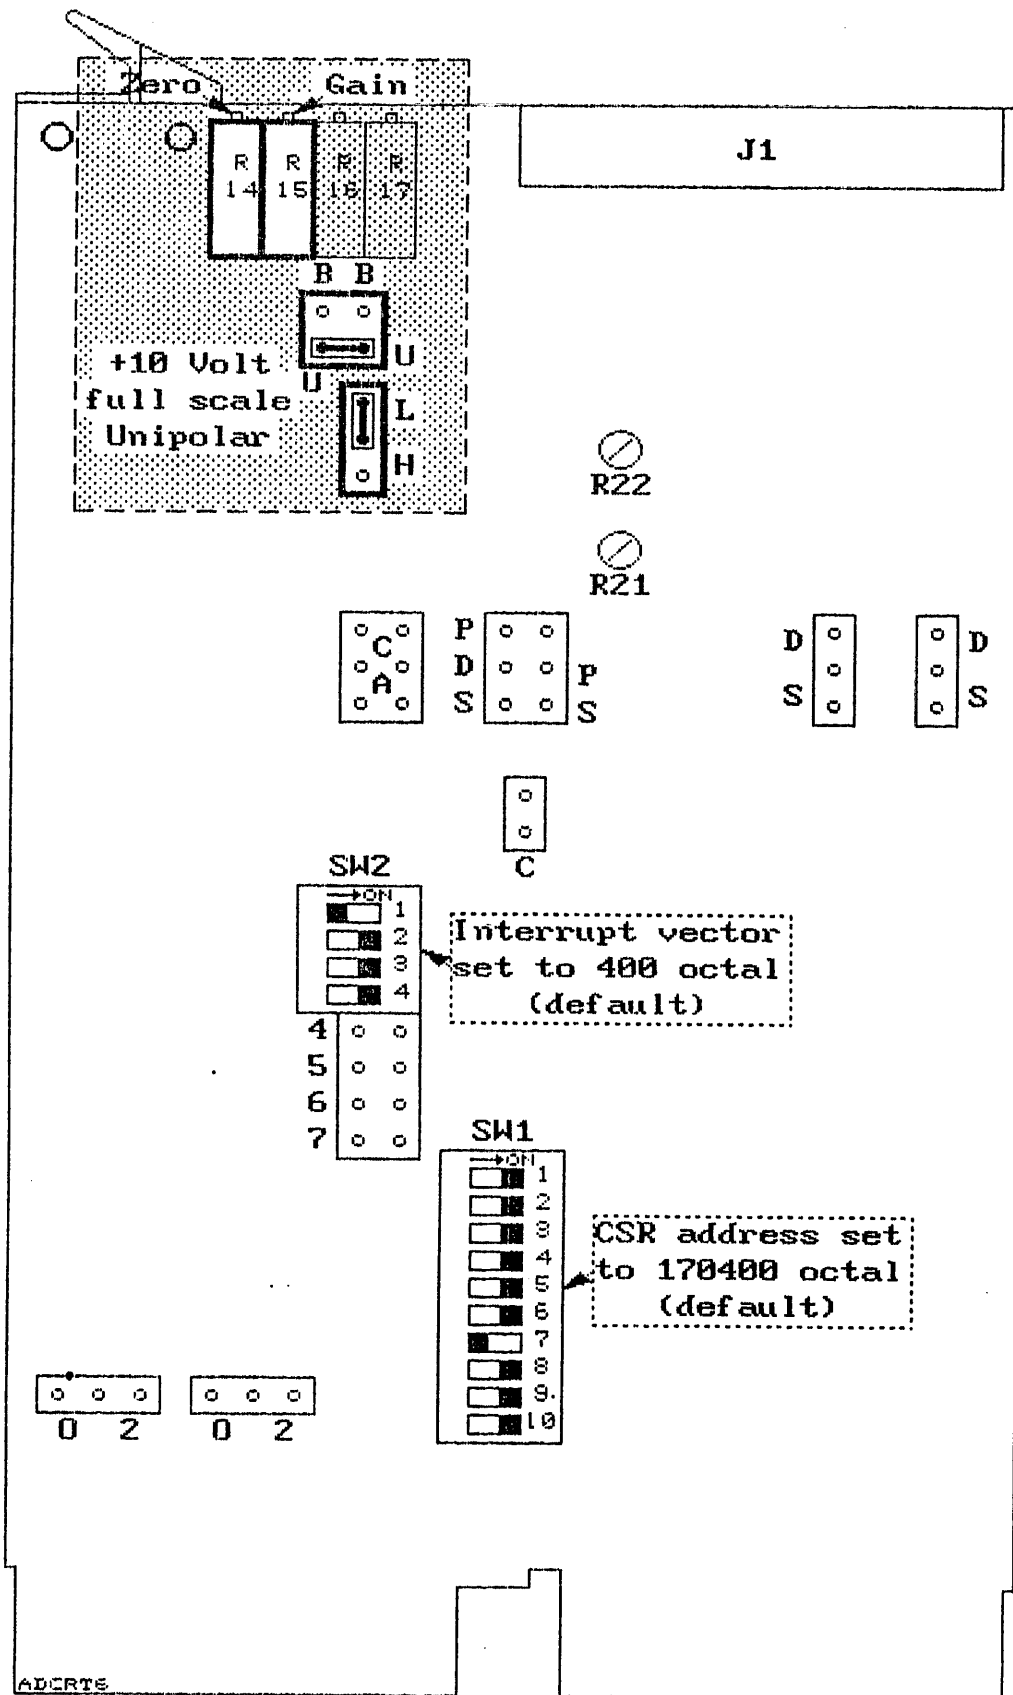 Zero Gain
J1
R R R R
14 15 16 17
B B
U
U
+10 Volt
full scale
Unipolar
L
H
R22
R21
C
A
P
D
S
P
S
D
S
D
S
C
SW2
ON
1
2
3
4
Interrupt vector
set to 400 octal
(default)
4
5
6
7
SW1
ON
1
2
3
4
5
6
7
8
9
10
CSR address set
to 170400 octal
(default)
0 2 0 2
ADCRT6